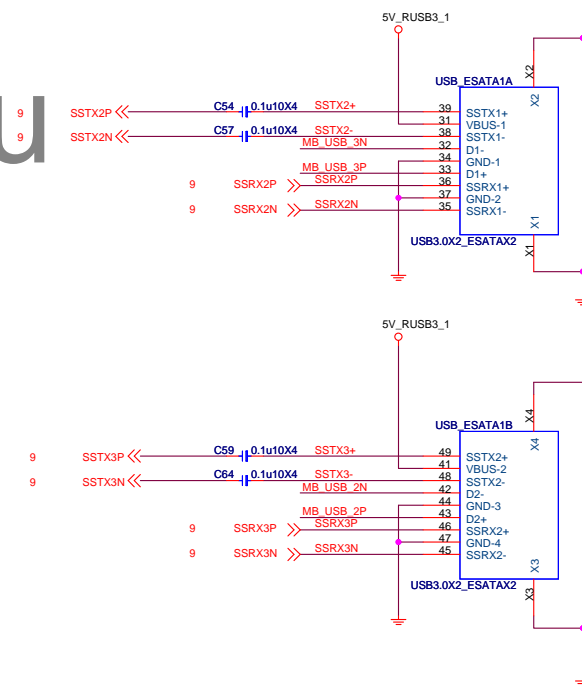 5V_RUSB3_1
X2
USB_ESATA1A
X2
9 SSTX2P C54 0.1u10X4 SSTX2+ 39 SSTX1+
31 VBUS-1
9 SSTX2N C57 0.1u10X4 SSTX2- 38 SSTX1-
MB_USB_3N 32 D1-
34 GND-1
MB_USB_3P 33 D1+
9 SSRX2P SSRX2P 36 SSRX1+
37 GND-2
9 SSRX2N SSRX2N 35 SSRX1-
X1
USB3.0X2_ESATAX2
X1
u
5V_RUSB3_1
X4
USB_ESATA1B
X4
9 SSTX3P C59 0.1u10X4 SSTX3+ 49 SSTX2+
41 VBUS-2
9 SSTX3N C64 0.1u10X4 SSTX3- 48 SSTX2-
MB_USB_2N 42 D2-
44 GND-3
MB_USB_2P 43 D2+
9 SSRX3P SSRX3P 46 SSRX2+
47 GND-4
9 SSRX3N SSRX3N 45 SSRX2-
X3
USB3.0X2_ESATAX2
X3